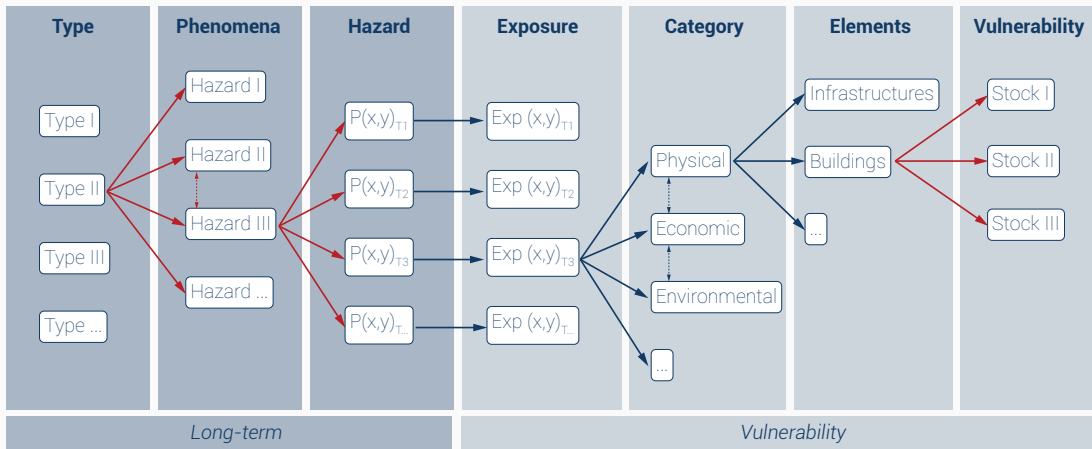 Type
Phenomena
Hazard
Exposure
Category
Elements
Vulnerability
Type I
Type II
Type III
Type ...
Hazard I
Hazard II
Hazard III
Hazard ...
P(x,y)T1
P(x,y)T2
P(x,y)T3
P(x,y)T...
Exp (x,y)T1
Exp (x,y)T2
Exp (x,y)T3
Exp (x,y)T...
Physical
Economic
Environmental
...
Infrastructures
Buildings
...
Stock I
Stock II
Stock III
Long-term
Vulnerability